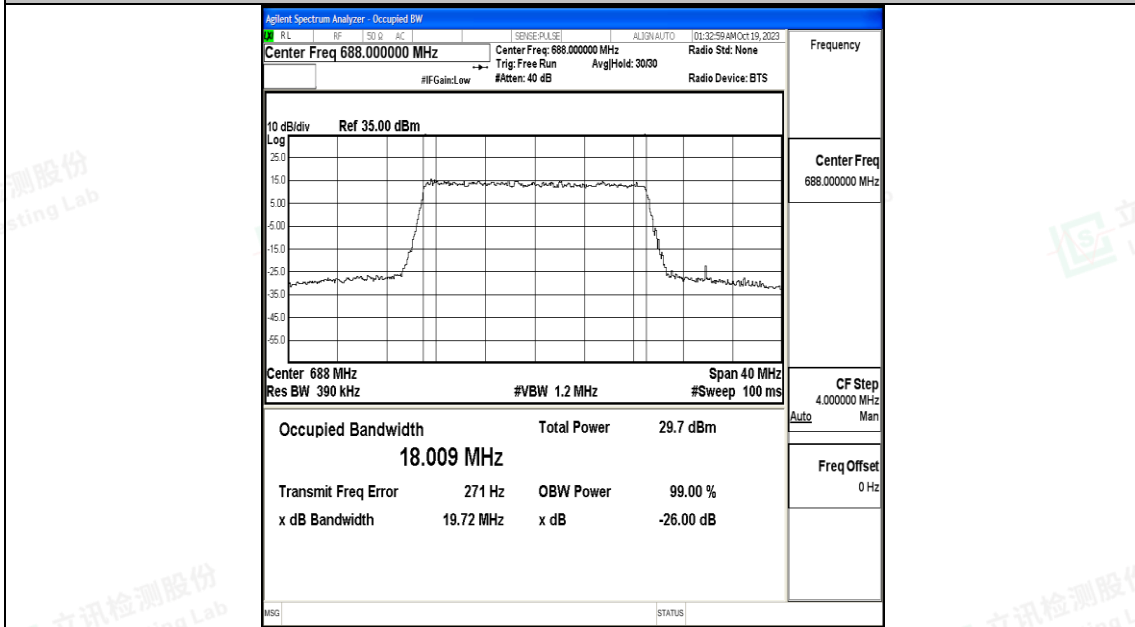 Agilent Spectrum Analyzer - Occupied BW
RL RF 50 Ω AC SENSE:PULSE ALIGN AUTO 01:32:59 AM Oct 19, 2023
Center Freq 688.000000 MHz
Center Freq: 688.000000 MHz
Radio Std: None
Trig: Free Run Avg|Hold: 30/30
#IFGain:Low
#Atten: 40 dB
Radio Device: BTS
Frequency
10 dB/div Ref 35.00 dBm
Log
25.0
15.0
5.00
-5.00
-15.0
-25.0
-35.0
-45.0
-55.0
Center 688 MHz
Span 40 MHz
Res BW 390 kHz
#VBW 1.2 MHz
#Sweep 100 ms
Center Freq
688.000000 MHz
CF Step
4.000000 MHz
Auto Man
Freq Offset
0 Hz
Occupied Bandwidth
Total Power 29.7 dBm
18.009 MHz
Transmit Freq Error 271 Hz
OBW Power 99.00 %
x dB Bandwidth 19.72 MHz
x dB -26.00 dB
MSG
STATUS
测股份
sting Lab
立讯检测股份
ng Lab
立讯检测股份